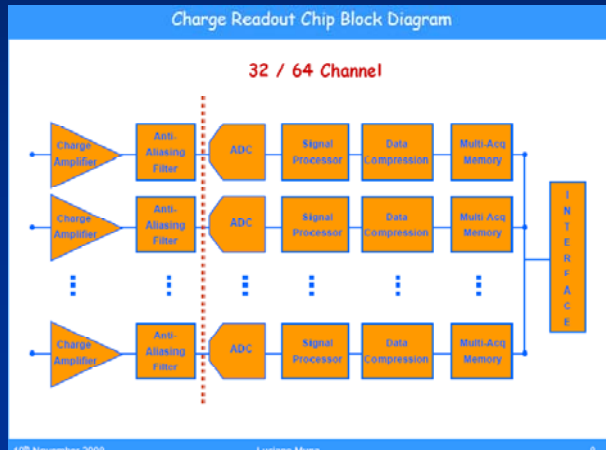 Charge Readout Chip Block Diagram
32 / 64 Channel
Charge
Amplifier
Anti-
Aliasing
Filter
ADC
Signal
Processor
Data
Compression
Multi-Acq
Memory
Charge
Amplifier
Anti-
Aliasing
Filter
ADC
Signal
Processor
Data
Compression
Multi Acq
Memory
INTERFACE
Charge
Amplifier
Anti-
Aliasing
Filter
ADC
Signal
Processor
Data
Compression
Multi-Acq
Memory
November
Luciano